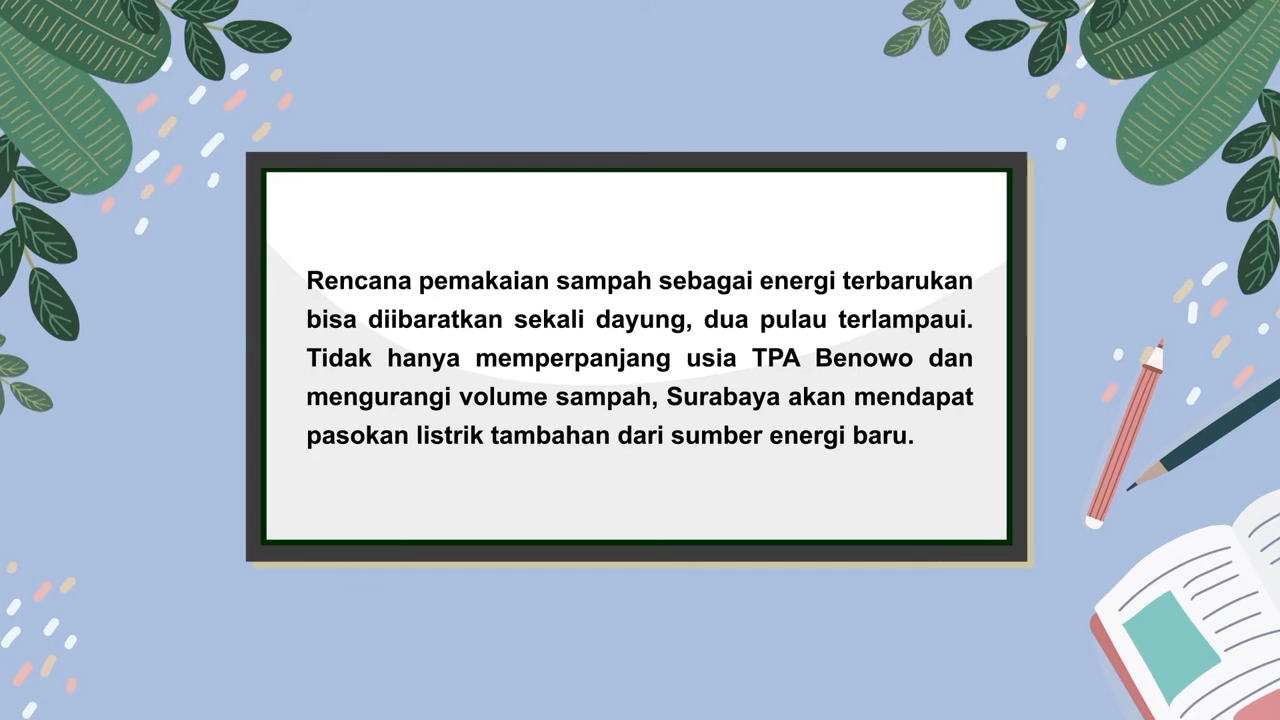 Rencana pemakaian sampah sebagai energi terbarukan
bisa diibaratkan sekali dayung, dua pulau terlampaui.
Tidak hanya memperpanjang usia TPA Benowo dan
mengurangi volume sampah, Surabaya akan mendapat
pasokan listrik tambahan dari sumber energi baru.